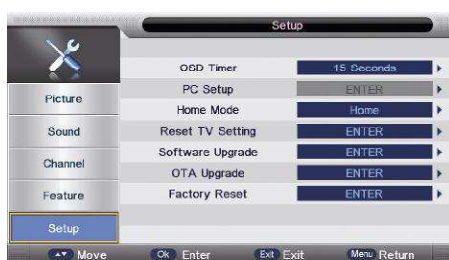 Setup
OSD Timer 15 Seconds
PC Setup ENTER
Home Mode Home
Reset TV Setting ENTER
Software Upgrade ENTER
OTA Upgrade ENTER
Factory Reset ENTER
Picture
Sound
Channel
Feature
Setup
Move Ok Enter Exit Exit Menu Return